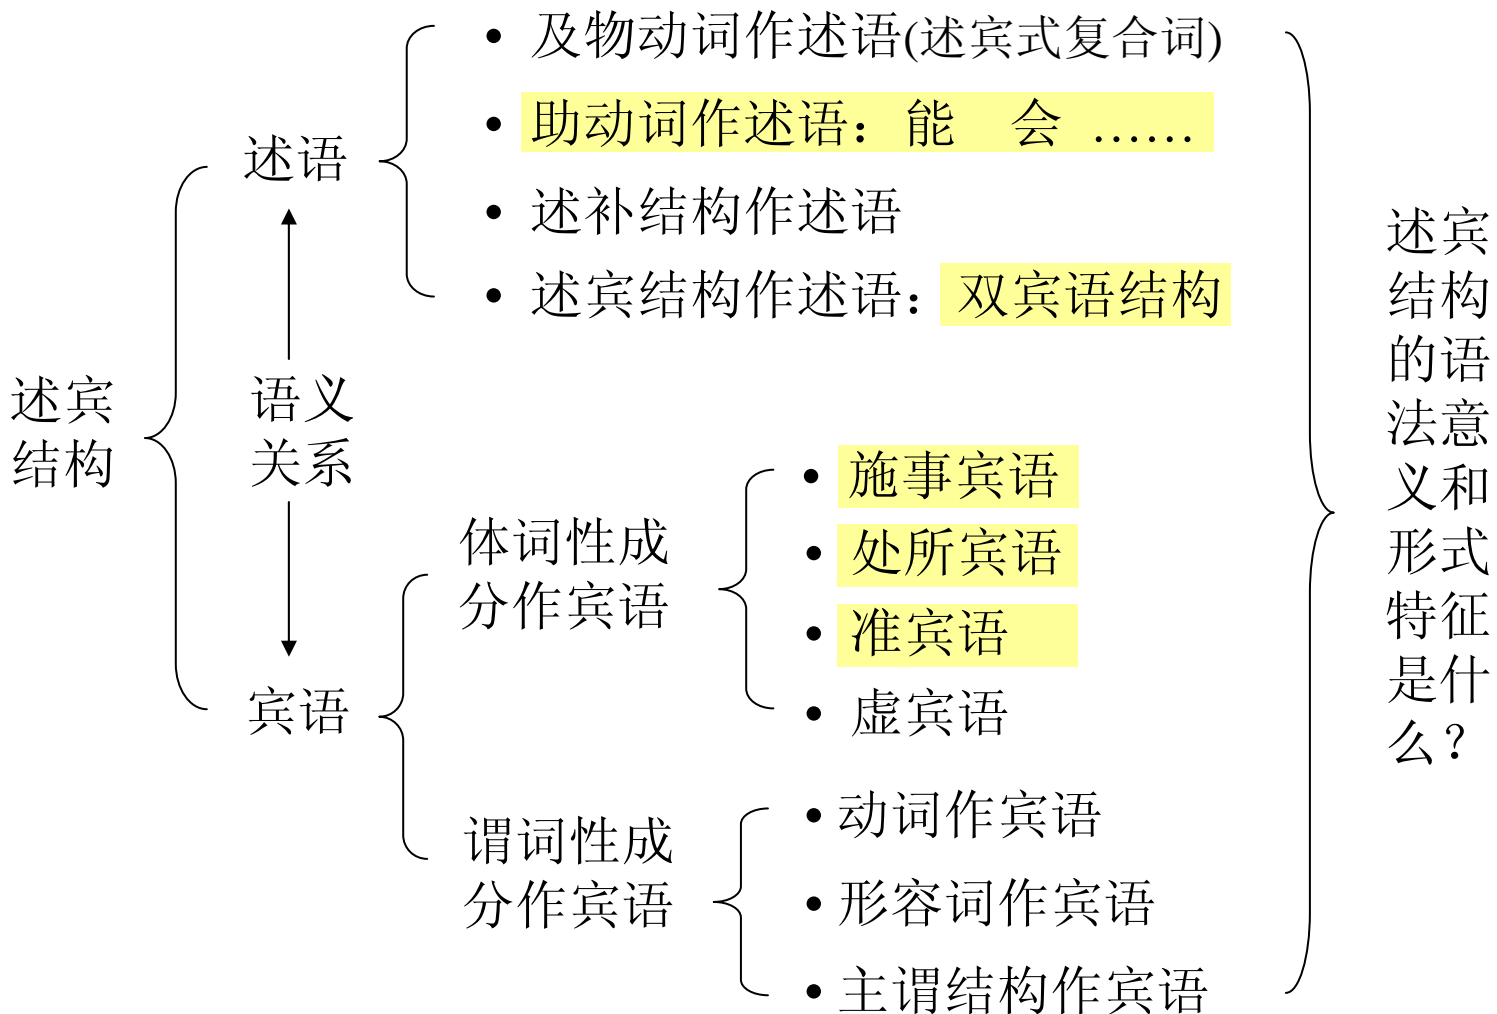 • 及物动词作述语(述宾式复合词)
• 助动词作述语：能 会 ……
述语
• 述补结构作述语
• 述宾结构作述语：双宾语结构
述宾
结构
语义
关系
体词性成
分作宾语
• 施事宾语
• 处所宾语
• 准宾语
• 虚宾语
宾语
谓词性成
分作宾语
• 动词作宾语
• 形容词作宾语
• 主谓结构作宾语
述宾
结构
的语
法意
义和
形式
特征
是什
么？